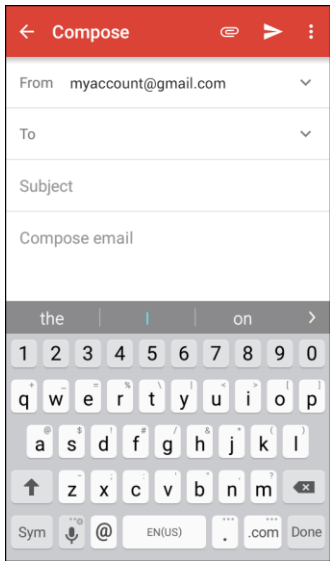 Compose
From myaccount@gmail.com
To
Subject
Compose email
the I on
1 2 3 4 5 6 7 8 9 0
q w e r t y u i o p
a s d f g h j k l
z x c v b n m
Sym @ EN(US) . .com Done